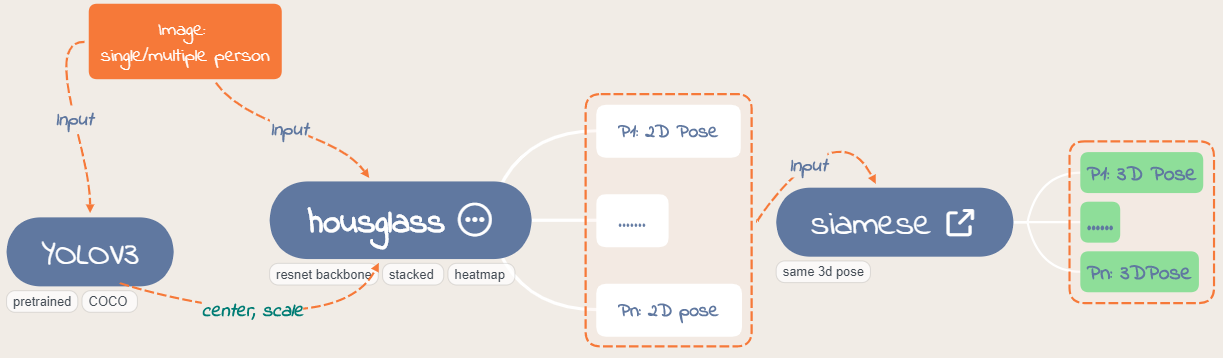 Image:
single/multiple person
Input
Input
YOLOV3
pretrained
COCO
center, scale
housglass
resnet backbone
stacked
heatmap
P1: 2D Pose
.......
Pn: 2D pose
Input
siamese
same 3d pose
P1: 3D Pose
......
Pn: 3DPose